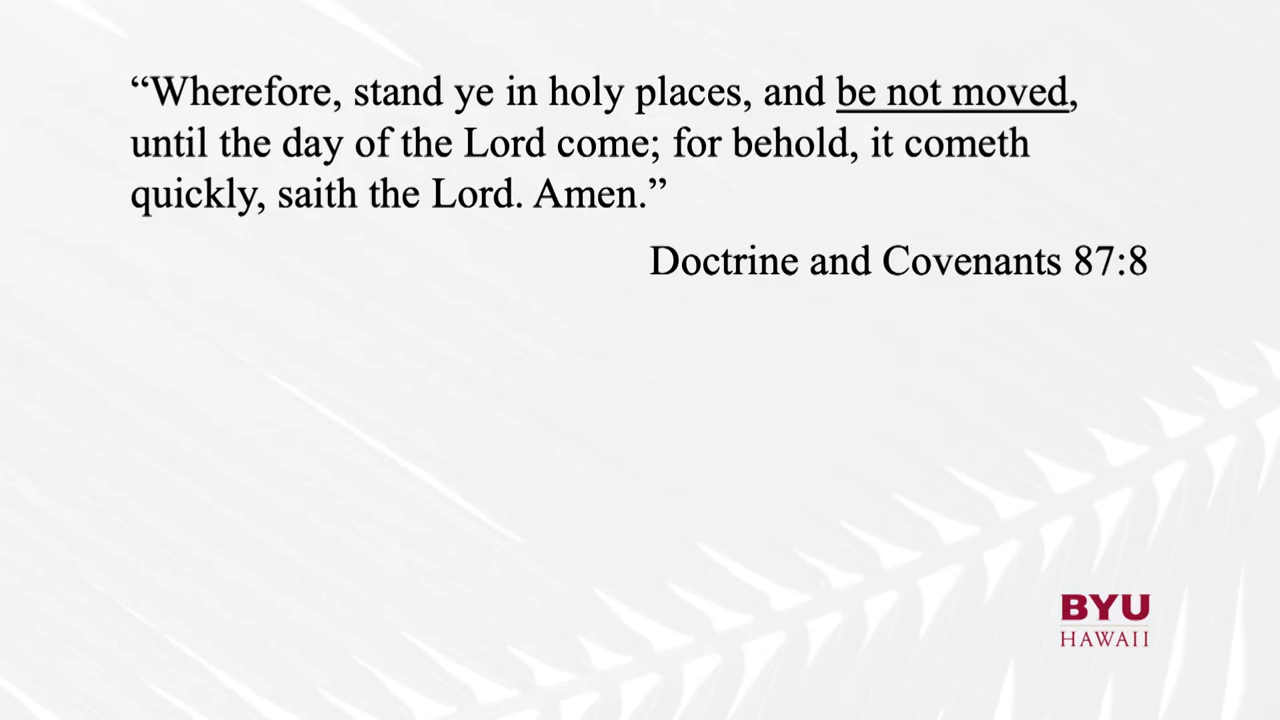 “Wherefore, stand ye in holy places, and be not moved,
until the day of the Lord come; for behold, it cometh
quickly, saith the Lord. Amen.”
Doctrine and Covenants 87:8
BYU
HAWAII